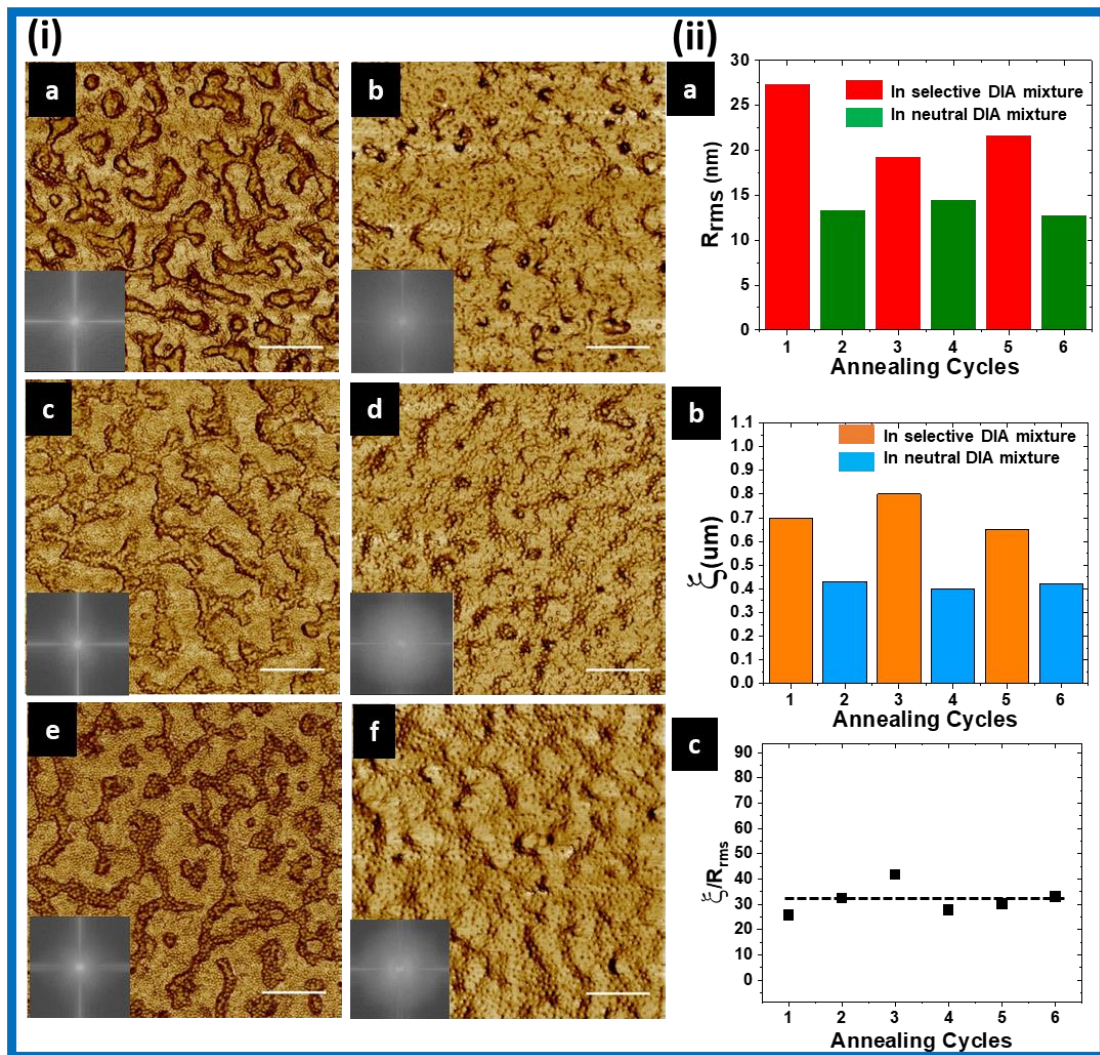 (i)
a
b
c
d
e
f
(ii)
a
30
25
20
15
10
5
0
Rrms (nm)
In selective DIA mixture
In neutral DIA mixture
1 2 3 4 5 6
Annealing Cycles
b
1.1
1.0
0.9
0.8
0.7
0.6
0.5
0.4
0.3
0.2
0.1
0.0
ξ(um)
In selective DIA mixture
In neutral DIA mixture
1 2 3 4 5 6
Annealing Cycles
c
90
80
70
60
50
40
30
20
10
0
ξ/Rrms
1 2 3 4 5 6
Annealing Cycles